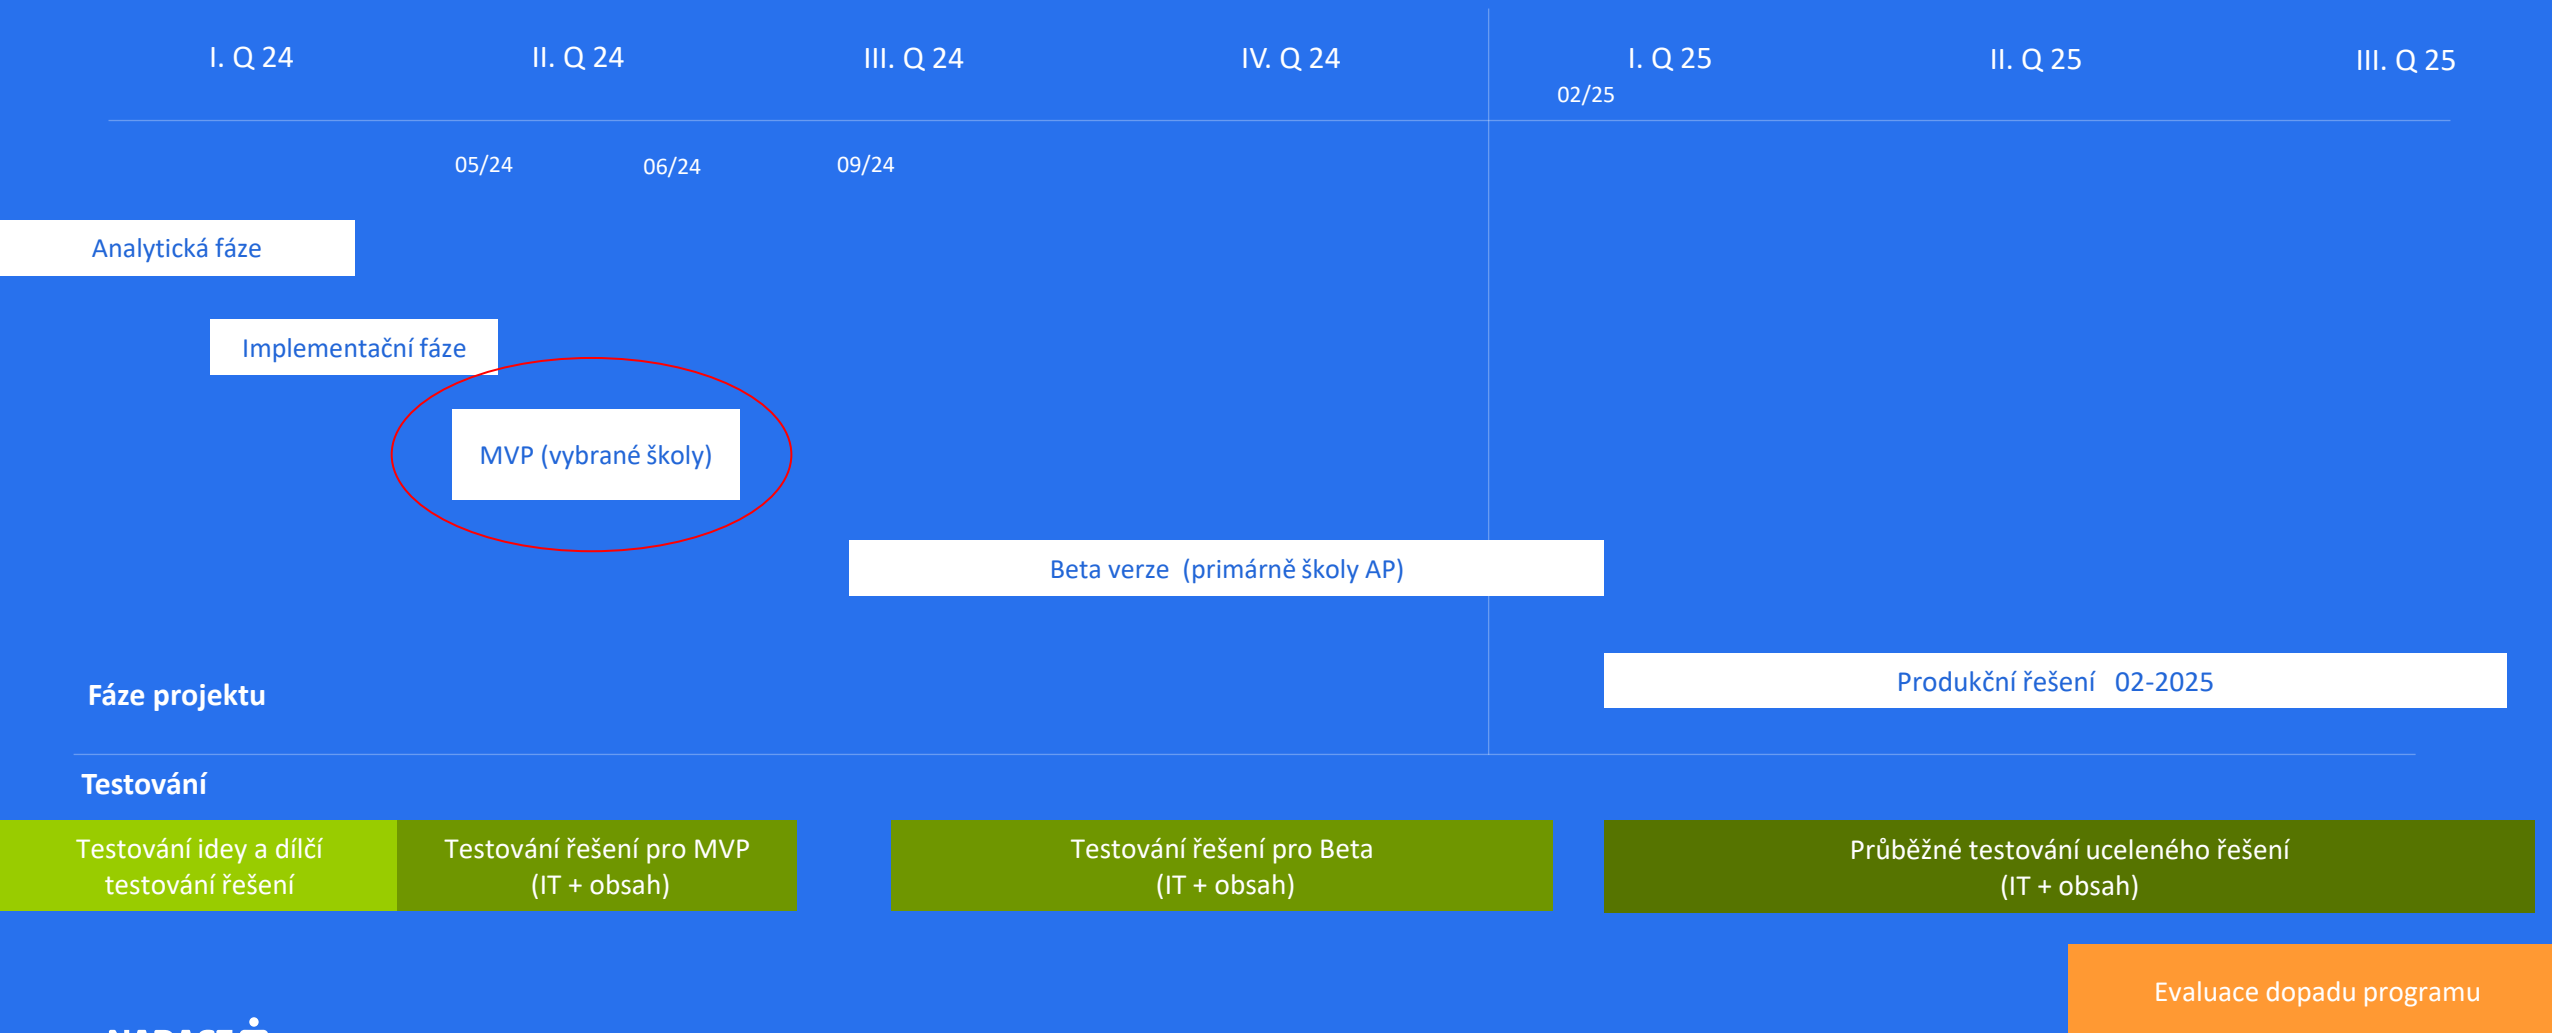 I. Q 24
II. Q 24
III. Q 24
IV. Q 24
I. Q 25
II. Q 25
III. Q 25
02/25
05/24
06/24
09/24
Analytická fáze
Implementační fáze
MVP (vybrané školy)
Beta verze (primárně školy AP)
Produkční řešení 02-2025
Fáze projektu
Testování
Testování idey a dílčí
testování řešení
Testování řešení pro MVP
(IT + obsah)
Testování řešení pro Beta
(IT + obsah)
Průběžné testování uceleného řešení
(IT + obsah)
Evaluace dopadu programu